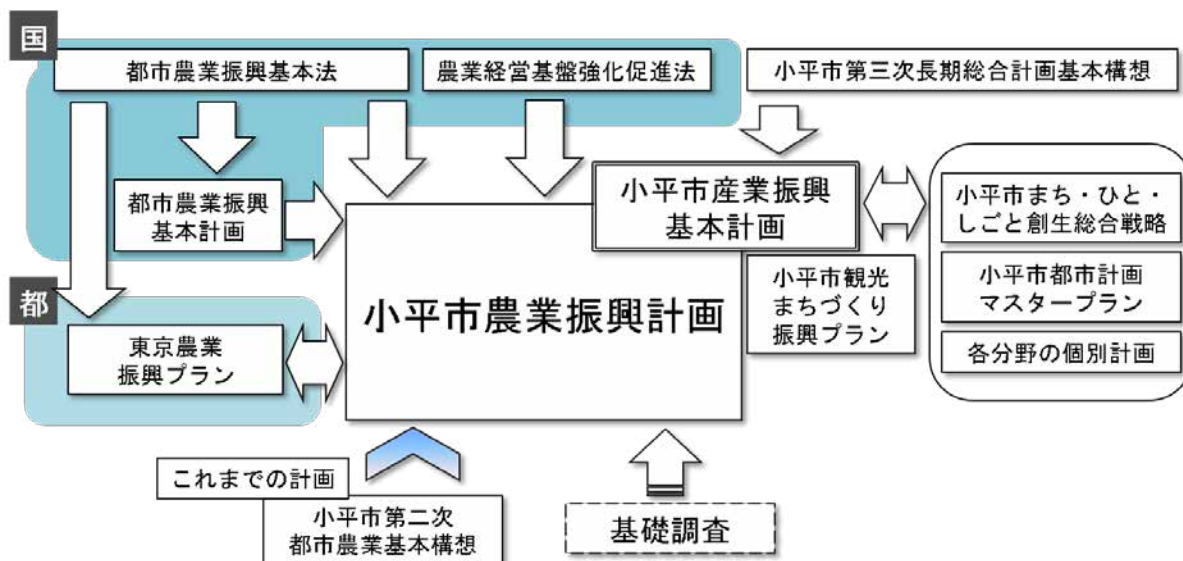 国
都市農業振興基本法
農業経営基盤強化促進法
小平市第三次長期総合計画基本構想
都市農業振興
基本計画
小平市産業振興
基本計画
小平市まち・ひと・
しごと創生総合戦略
都
小平市農業振興計画
小平市観光
まちづくり
振興プラン
小平市都市計画
マスタープラン
東京農業
振興プラン
各分野の個別計画
これまでの計画
小平市第二次
都市農業基本構想
基礎調査